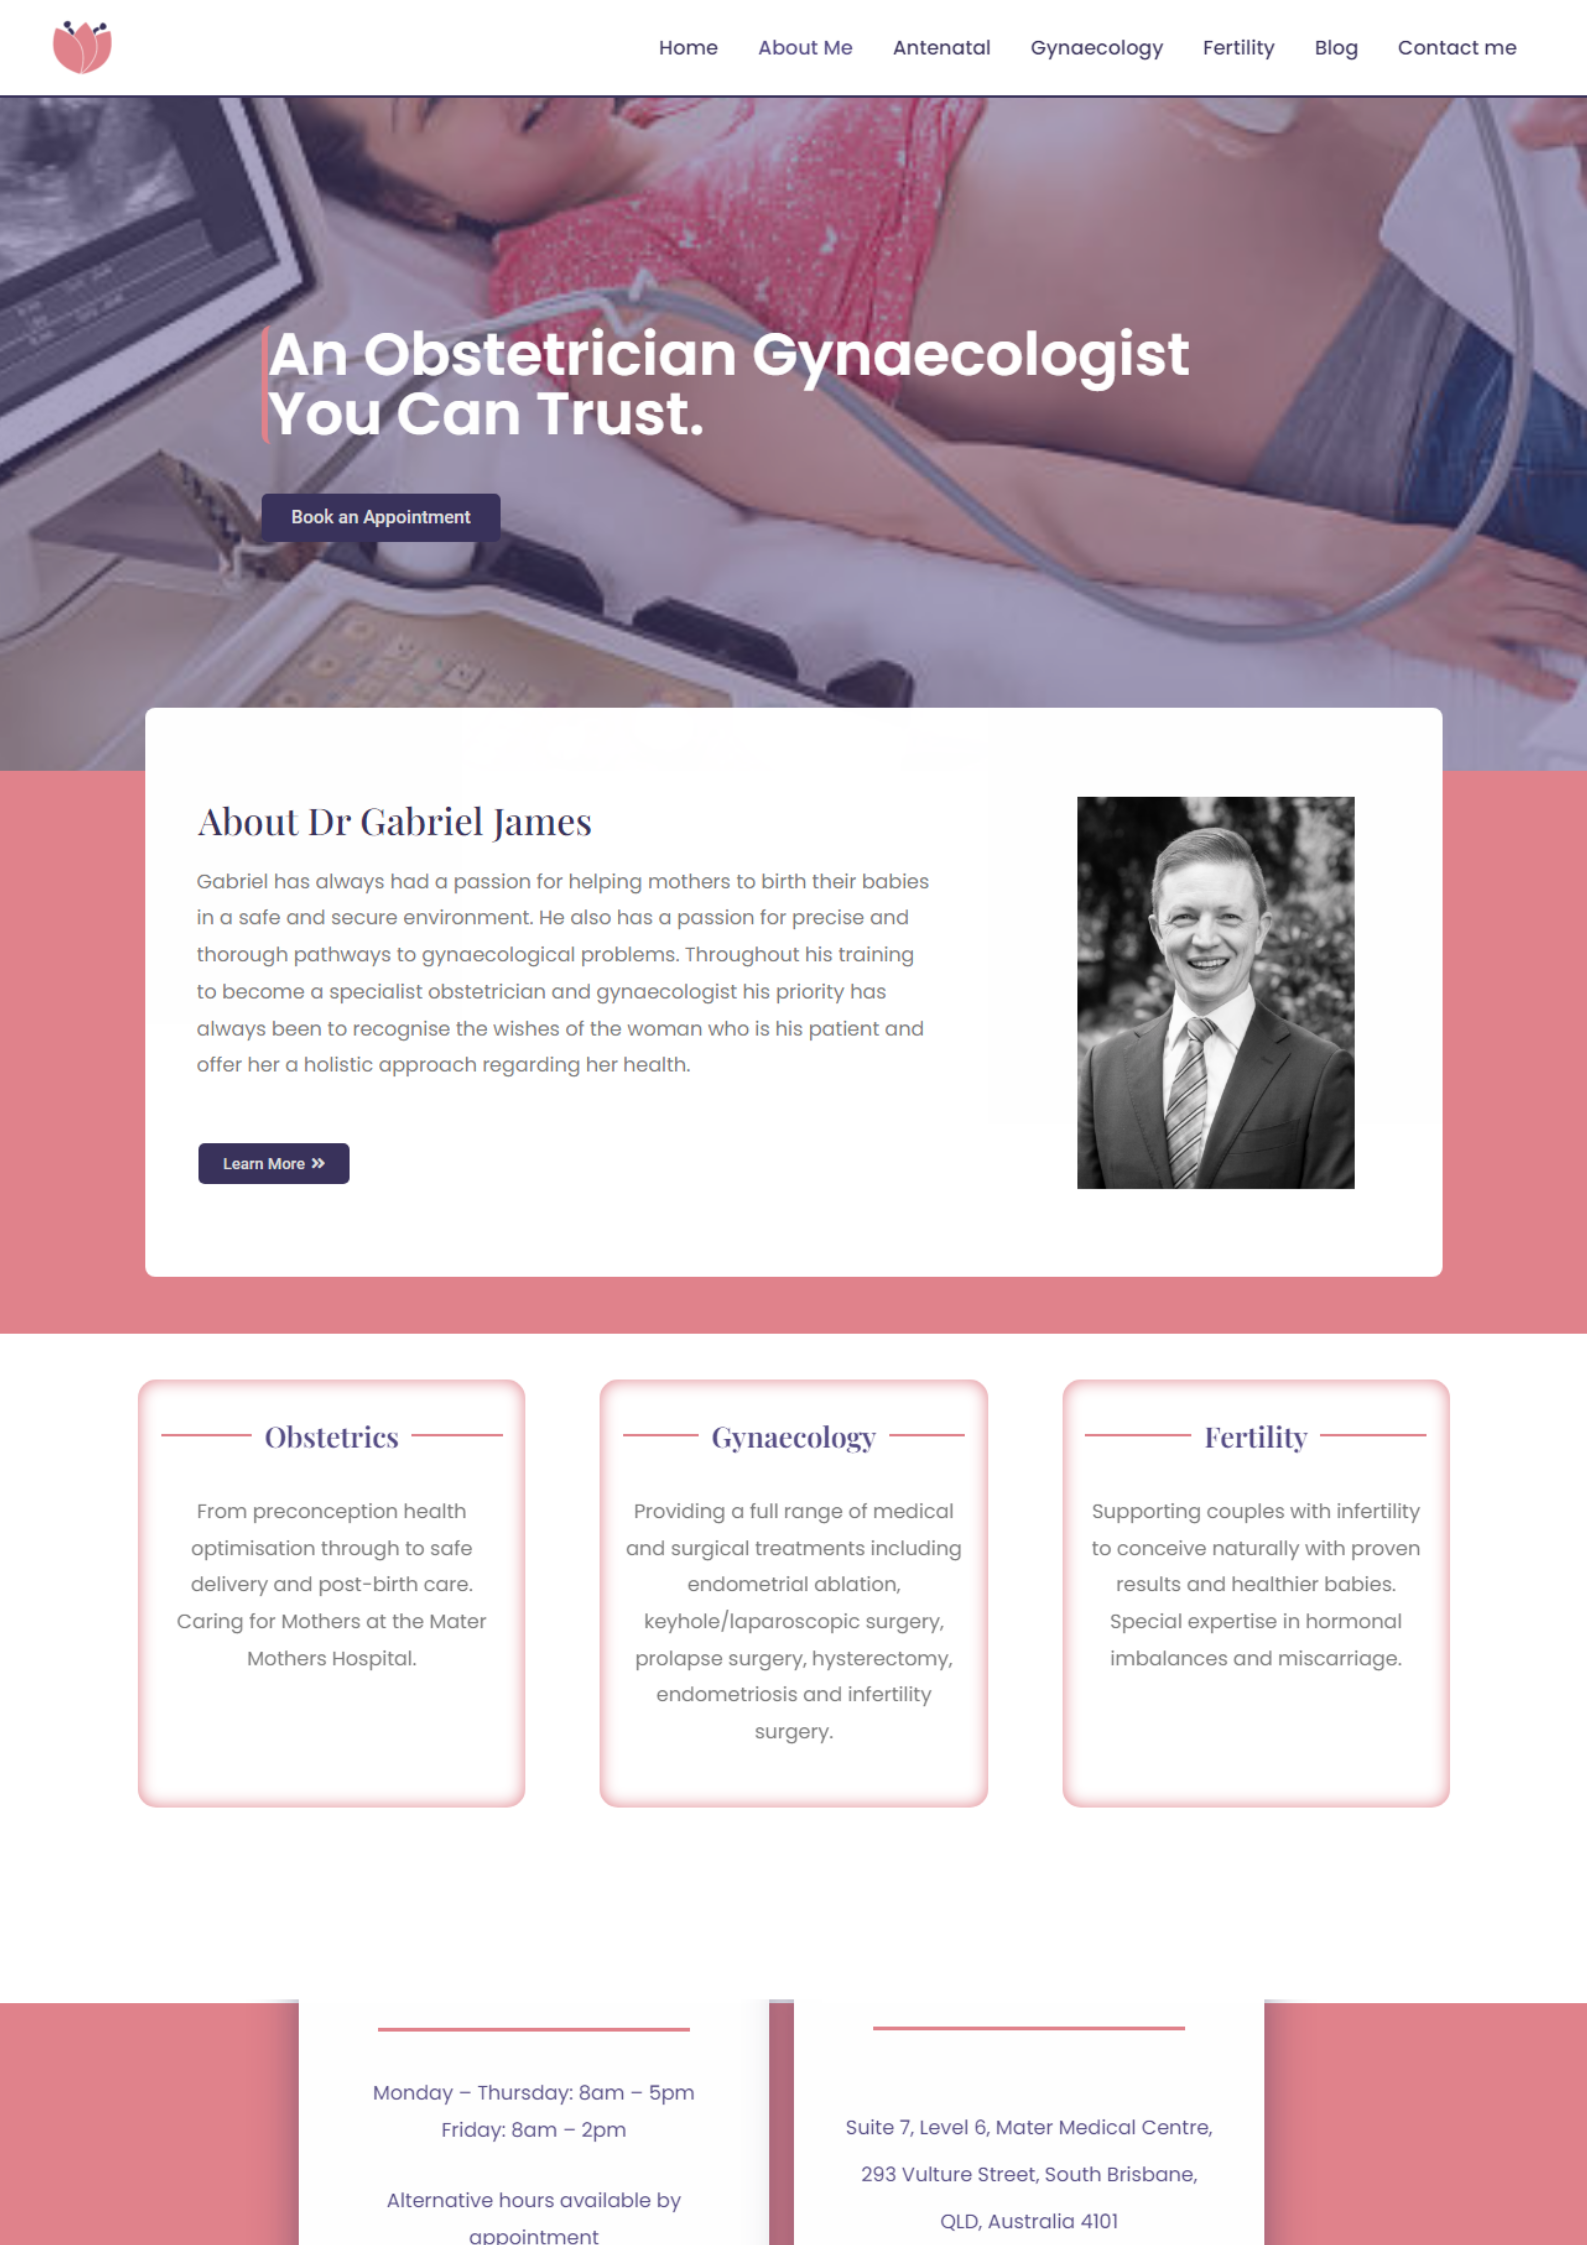 Home About Me Antenatal Gynaecology Fertility Blog Contact me
An Obstetrician Gynaecologist
You Can Trust.
Book an Appointment
About Dr Gabriel James
Gabriel has always had a passion for helping mothers to birth their babies
in a safe and secure environment. He also has a passion for precise and
thorough pathways to gynaecological problems. Throughout his training
to become a specialist obstetrician and gynaecologist his priority has
always been to recognise the wishes of the woman who is his patient and
offer her a holistic approach regarding her health.
Learn More »
Obstetrics
From preconception health
optimisation through to safe
delivery and post-birth care.
Caring for Mothers at the Mater
Mothers Hospital.
Gynaecology
Providing a full range of medical
and surgical treatments including
endometrial ablation,
keyhole/laparoscopic surgery,
prolapse surgery, hysterectomy,
endometriosis and infertility
surgery.
Fertility
Supporting couples with infertility
to conceive naturally with proven
results and healthier babies.
Special expertise in hormonal
imbalances and miscarriage.
Monday – Thursday: 8am – 5pm
Friday: 8am – 2pm
Alternative hours available by
appointment
Suite 7, Level 6, Mater Medical Centre,
293 Vulture Street, South Brisbane,
QLD, Australia 4101